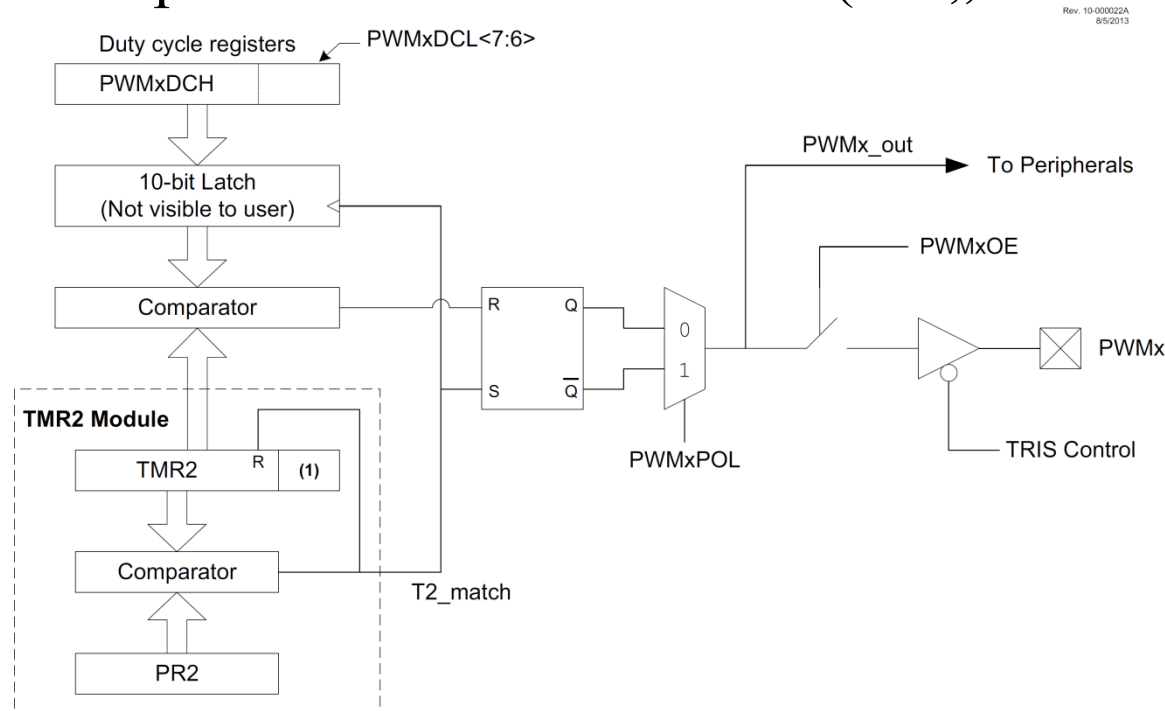 Rev. 10-000022A
8/5/2013
Duty cycle registers
PWMxDCL<7:6>
PWMxDCH
10-bit Latch
(Not visible to user)
Comparator
PWMx_out
To Peripherals
PWMxOE
R
Q
S
Q̅
0
1
PWMx
PWMxPOL
TRIS Control
TMR2 Module
TMR2
R
(1)
Comparator
T2_match
PR2